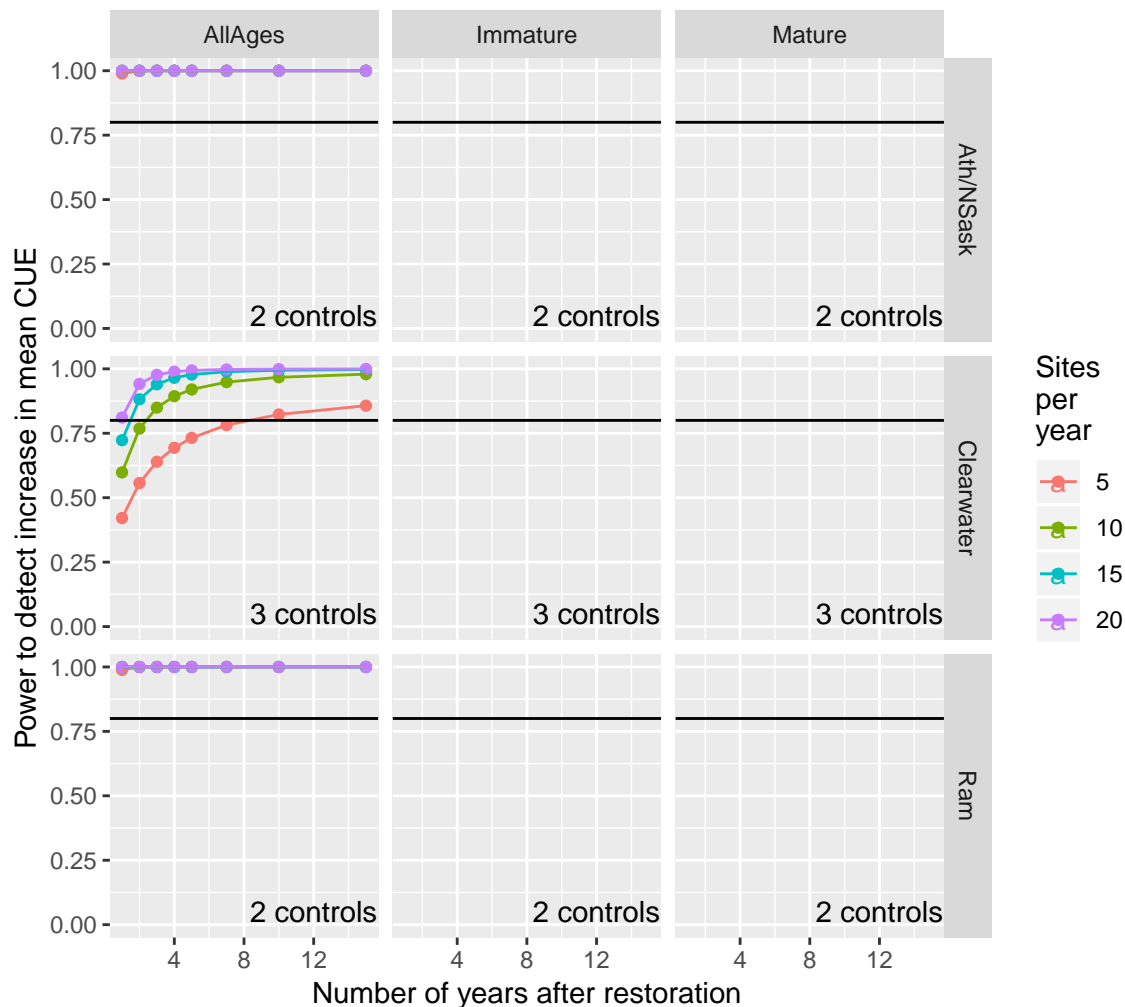 AllAges Immature Mature
Power to detect increase in mean CUE
1.00
0.75
0.50
0.25
0.00
2 controls 2 controls 2 controls
Ath/NSask
1.00
0.75
0.50
0.25
0.00
3 controls 3 controls 3 controls
Clearwater
1.00
0.75
0.50
0.25
0.00
2 controls 2 controls 2 controls
Ram
4 12 4 12 4 12
8 8 8
Number of years after restoration
Sites
per
year
a 5
a 10
a 15
a 20